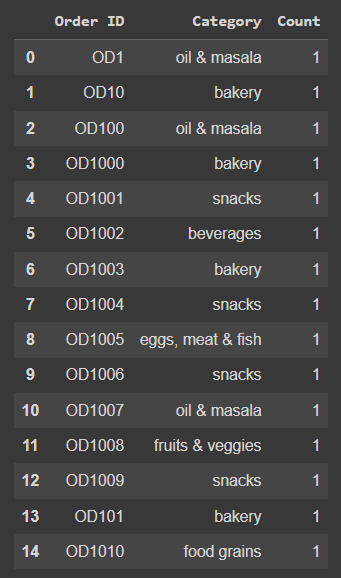 Order ID Category Count
0 OD1 oil & masala 1
1 OD10 bakery 1
2 OD100 oil & masala 1
3 OD1000 bakery 1
4 OD1001 snacks 1
5 OD1002 beverages 1
6 OD1003 bakery 1
7 OD1004 snacks 1
8 OD1005 eggs, meat & fish 1
9 OD1006 snacks 1
10 OD1007 oil & masala 1
11 OD1008 fruits & veggies 1
12 OD1009 snacks 1
13 OD101 bakery 1
14 OD1010 food grains 1